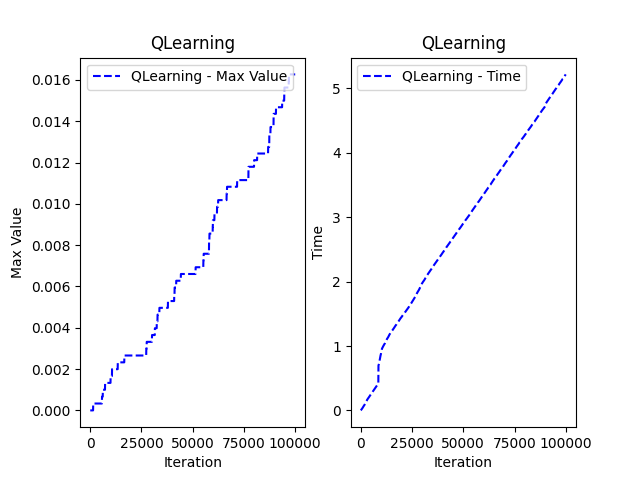 QLearning
QLearning - Max Value
0.016
0.014
0.012
0.010
0.008
0.006
0.004
0.002
0.000
Max Value
0 25000 50000 75000 100000
Iteration
QLearning
QLearning - Time
5
4
3
2
1
0
Time
0 25000 50000 75000 100000
Iteration